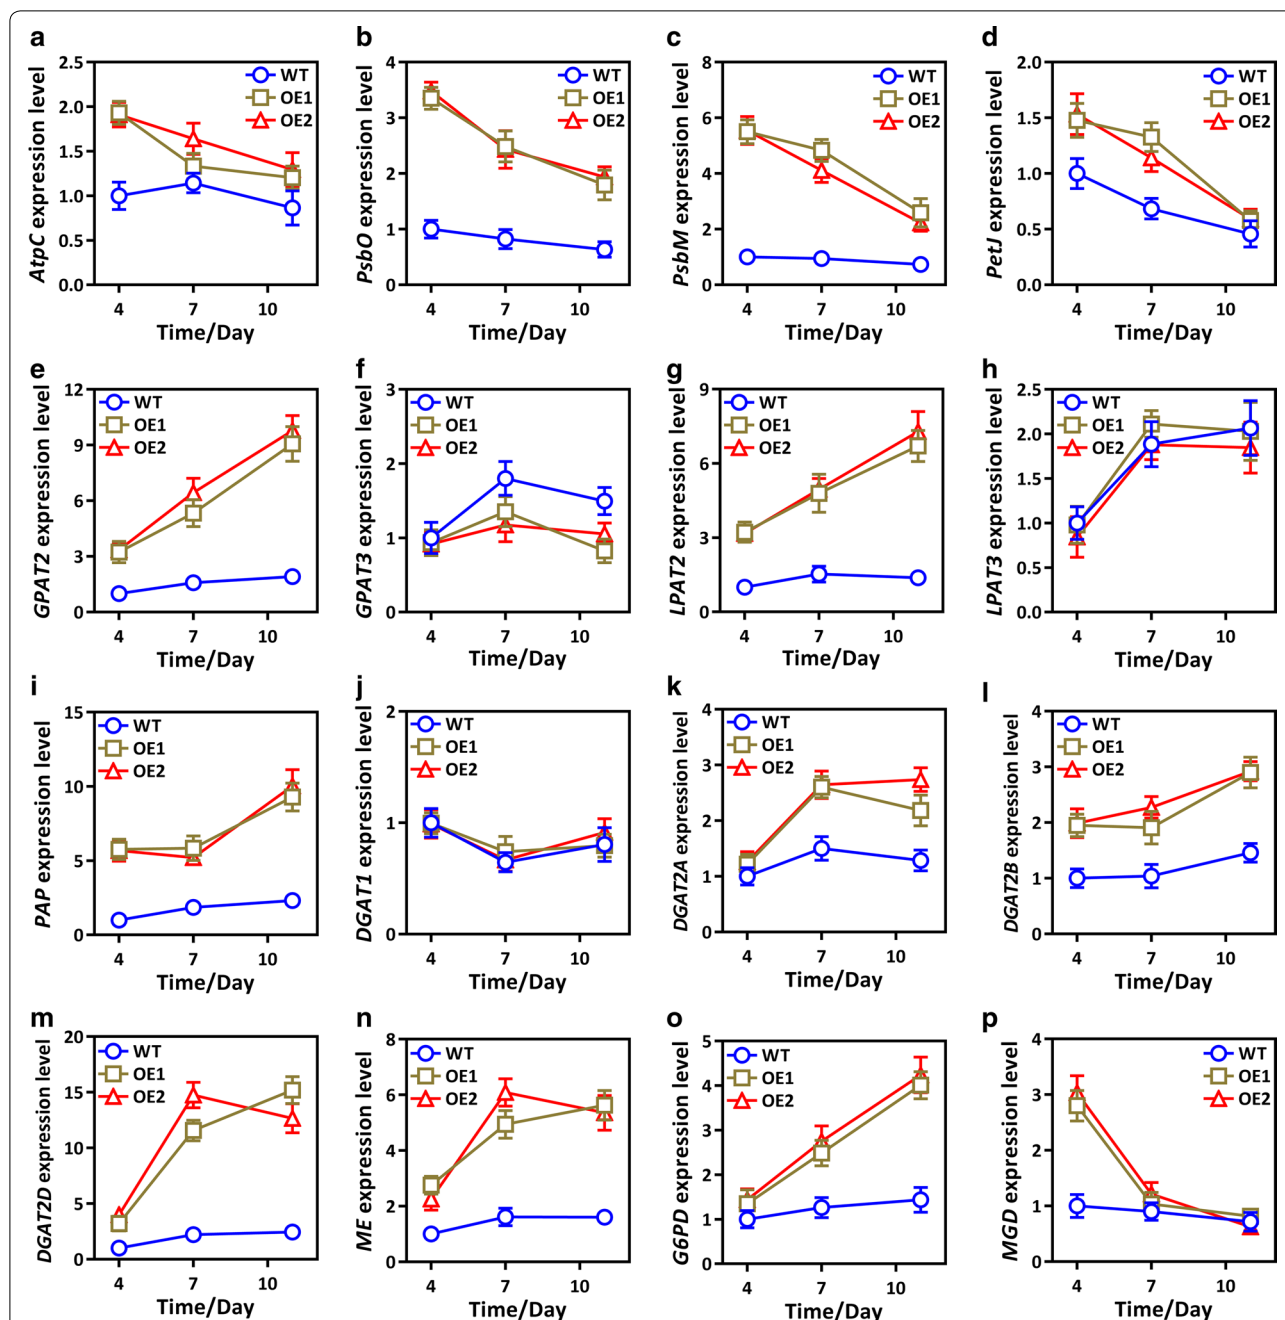 a
AtpC expression level
2.5
2.0
1.5
1.0
0.5
0.0
WT
OE1
OE2
4 7 10
Time/Day
b
PsbO expression level
4
3
2
1
0
WT
OE1
OE2
4 7 10
Time/Day
c
PsbM expression level
8
6
4
2
0
WT
OE1
OE2
4 7 10
Time/Day
d
PetJ expression level
2.0
1.5
1.0
0.5
0.0
WT
OE1
OE2
4 7 10
Time/Day
e
GPAT2 expression level
12
9
6
3
0
WT
OE1
OE2
4 7 10
Time/Day
f
GPAT3 expression level
3
2
1
0
WT
OE1
OE2
4 7 10
Time/Day
g
LPAT2 expression level
9
6
3
0
WT
OE1
OE2
4 7 10
Time/Day
h
LPAT3 expression level
2.5
2.0
1.5
1.0
0.5
0.0
WT
OE1
OE2
4 7 10
Time/Day
i
PAP expression level
15
10
5
0
WT
OE1
OE2
4 7 10
Time/Day
j
DGAT1 expression level
2
1
0
WT
OE1
OE2
4 7 10
Time/Day
k
DGAT2A expression level
4
3
2
1
0
WT
OE1
OE2
4 7 10
Time/Day
l
DGAT2B expression level
4
3
2
1
0
WT
OE1
OE2
4 7 10
Time/Day
m
DGAT2D expression level
20
15
10
5
0
WT
OE1
OE2
4 7 10
Time/Day
n
ME expression level
8
6
4
2
0
WT
OE1
OE2
4 7 10
Time/Day
o
G6PD expression level
5
4
3
2
1
0
WT
OE1
OE2
4 7 10
Time/Day
p
MGD expression level
4
3
2
1
0
WT
OE1
OE2
4 7 10
Time/Day